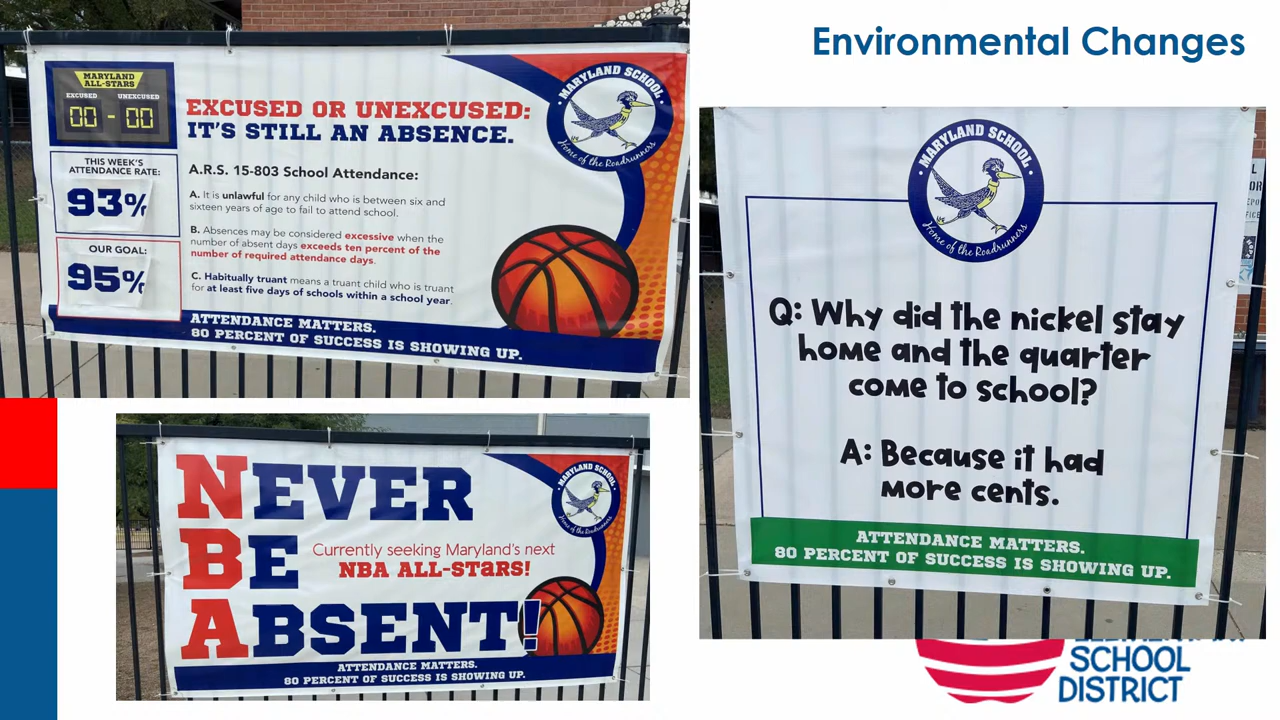 Environmental Changes
MARYLAND
ALL-STARS
EXCUSED UNEXCUSED
00 - 00
THIS WEEK'S
ATTENDANCE RATE:
93%
OUR GOAL:
95%
EXCUSED OR UNEXCUSED:
IT'S STILL AN ABSENCE.
A.R.S. 15-803 School Attendance:
A. It is unlawful for any child who is between six and
sixteen years of age to fail to attend school.
B. Absences may be considered excessive when the
number of absent days exceeds ten percent of the
number of required attendance days.
C. Habitually truant means a truant child who is truant
for at least five days of schools within a school year.
ATTENDANCE MATTERS.
80 PERCENT OF SUCCESS IS SHOWING UP.
MARYLAND SCHOOL
Home of the Roadrunners
NEVER
BE
ABSENT!
Currently seeking Maryland's next
NBA ALL-STARS!
MARYLAND SCHOOL
Home of the Roadrunners
ATTENDANCE MATTERS.
80 PERCENT OF SUCCESS IS SHOWING UP.
MARYLAND SCHOOL
Home of the Roadrunners
Q: Why did the nickel stay
home and the quarter
come to school?
A: Because it had
more cents.
ATTENDANCE MATTERS.
80 PERCENT OF SUCCESS IS SHOWING UP.
SCHOOL
DISTRICT